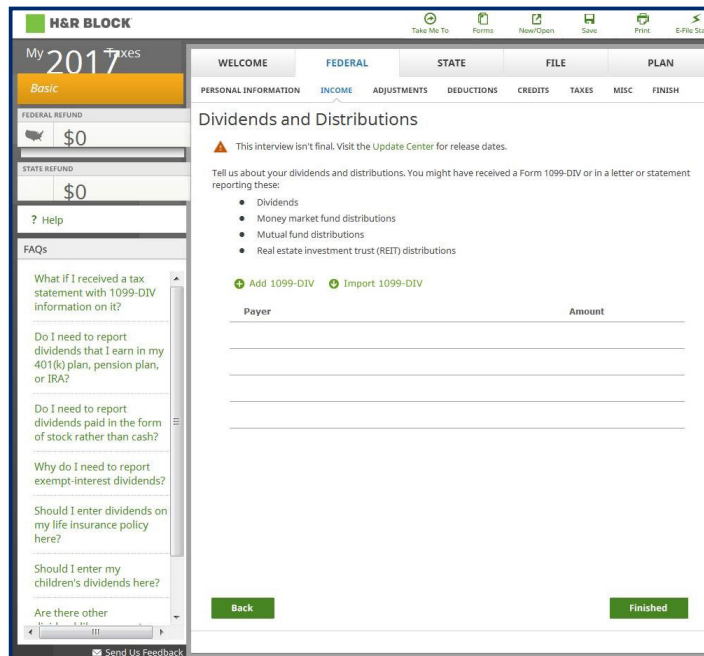 H&R BLOCK
Take Me To
Forms
New/Open
Save
Print
E-File Sta
My 2017 Taxes
Basic
FEDERAL REFUND
$0
STATE REFUND
$0
? Help
FAQs
What if I received a tax
statement with 1099-DIV
information on it?
Do I need to report
dividends that I earn in my
401(k) plan, pension plan,
or IRA?
Do I need to report
dividends paid in the form
of stock rather than cash?
Why do I need to report
exempt-interest dividends?
Should I enter dividends on
my life insurance policy
here?
Should I enter my
children's dividends here?
Are there other
Send Us Feedback
WELCOME
FEDERAL
STATE
FILE
PLAN
PERSONAL INFORMATION
INCOME
ADJUSTMENTS
DEDUCTIONS
CREDITS
TAXES
MISC
FINISH
Dividends and Distributions
This interview isn't final. Visit the Update Center for release dates.
Tell us about your dividends and distributions. You might have received a Form 1099-DIV or in a letter or statement
reporting these:
● Dividends
● Money market fund distributions
● Mutual fund distributions
● Real estate investment trust (REIT) distributions
Add 1099-DIV
Import 1099-DIV
Payer
Amount
Back
Finished